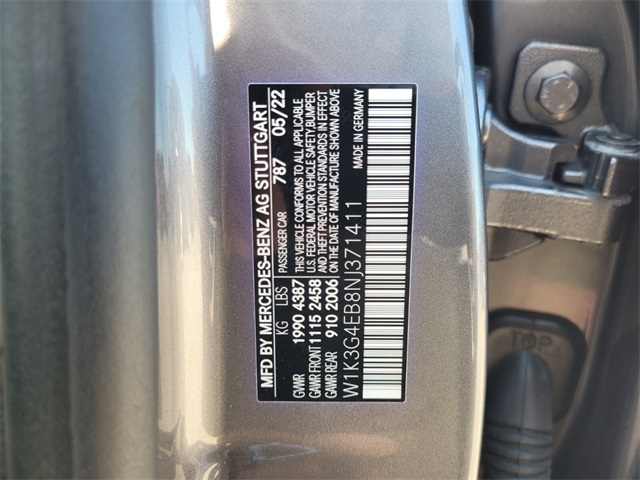 MFD BY MERCEDES-BENZ AG STUTTGART
PASSENGER CAR 787 05/22
KG LBS
GVWR 1990 4387
GAWR FRONT 1115 2458
GAWR REAR 910 2006
THIS VEHICLE CONFORMS TO ALL APPLICABLE
U.S. FEDERAL MOTOR VEHICLE SAFETY, BUMPER
AND THEFT PREVENTION STANDARDS IN EFFECT
ON THE DATE OF MANUFACTURE SHOWN ABOVE
MADE IN GERMANY
W1K3G4EB8NJ371411
TOP